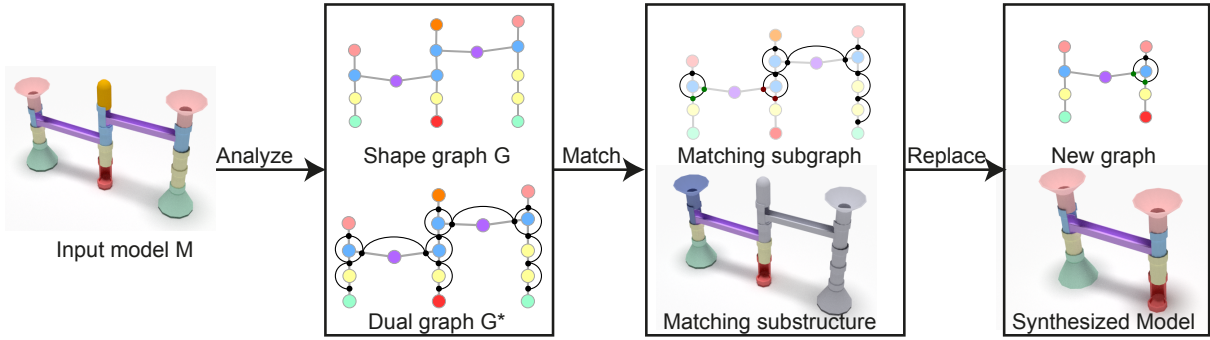 Input model M
Analyze
Shape graph G
Dual graph G*
Match
Matching subgraph
Matching substructure
Replace
New graph
Synthesized Model